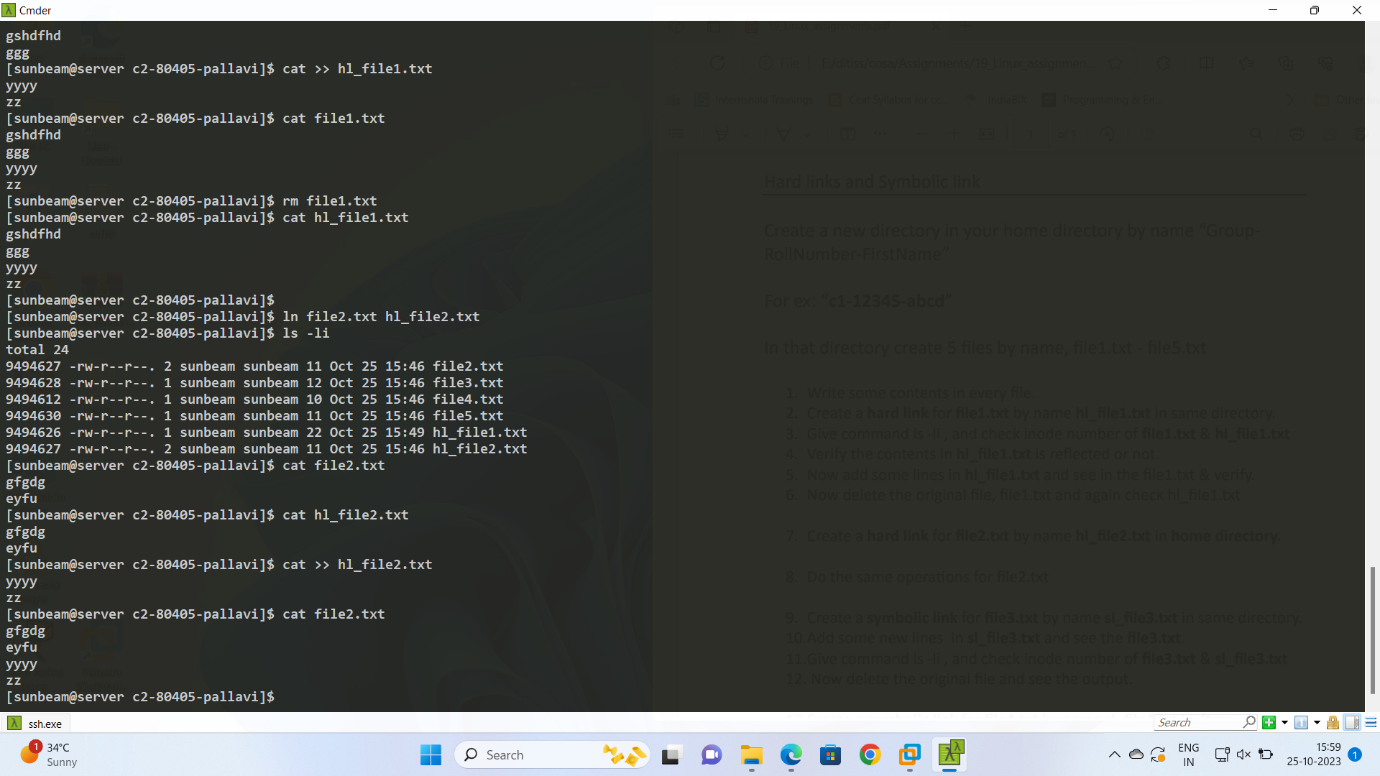 Cmder
gshdfhd
ggg
[sunbeam@server c2-80405-pallavi]$ cat >> hl_file1.txt
yyyy
zz
[sunbeam@server c2-80405-pallavi]$ cat file1.txt
gshdfhd
ggg
yyyy
zz
[sunbeam@server c2-80405-pallavi]$ rm file1.txt
[sunbeam@server c2-80405-pallavi]$ cat hl_file1.txt
gshdfhd
ggg
yyyy
zz
[sunbeam@server c2-80405-pallavi]$
[sunbeam@server c2-80405-pallavi]$ ln file2.txt hl_file2.txt
[sunbeam@server c2-80405-pallavi]$ ls -li
total 24
9494627 -rw-r--r--. 2 sunbeam sunbeam 11 Oct 25 15:46 file2.txt
9494628 -rw-r--r--. 1 sunbeam sunbeam 12 Oct 25 15:46 file3.txt
9494612 -rw-r--r--. 1 sunbeam sunbeam 10 Oct 25 15:46 file4.txt
9494630 -rw-r--r--. 1 sunbeam sunbeam 11 Oct 25 15:46 file5.txt
9494626 -rw-r--r--. 1 sunbeam sunbeam 22 Oct 25 15:49 hl_file1.txt
9494627 -rw-r--r--. 2 sunbeam sunbeam 11 Oct 25 15:46 hl_file2.txt
[sunbeam@server c2-80405-pallavi]$ cat file2.txt
gfgdg
eyfu
[sunbeam@server c2-80405-pallavi]$ cat hl_file2.txt
gfgdg
eyfu
[sunbeam@server c2-80405-pallavi]$ cat >> hl_file2.txt
yyyy
zz
[sunbeam@server c2-80405-pallavi]$ cat file2.txt
gfgdg
eyfu
yyyy
zz
[sunbeam@server c2-80405-pallavi]$
Hard links and Symbolic link
Create a new directory in your home directory by name "Group-
RollNumber-FirstName"
For ex: "c1-12345-abcd"
In that directory create 5 files by name, file1.txt - file5.txt
1. Write some contents in every file.
2. Create a hard link for file1.txt by name hl_file1.txt in same directory.
3. Give command ls -li , and check inode number of file1.txt & hl_file1.txt
4. Verify the contents in hl_file1.txt is reflected or not.
5. Now add some lines in hl_file1.txt and see in the file1.txt & verify.
6. Now delete the original file, file1.txt and again check hl_file1.txt
7. Create a hard link for file2.txt by name hl_file2.txt in home directory.
8. Do the same operations for file2.txt
9. Create a symbolic link for file3.txt by name sl_file3.txt in same directory.
10. Add some new lines in sl_file3.txt and see the file3.txt.
11. Give command ls -li , and check inode number of file3.txt & sl_file3.txt
12. Now delete the original file and see the output
ssh.exe
Search
1
34°C
Sunny
Search
ENG
IN
15:59
25-10-2023
1